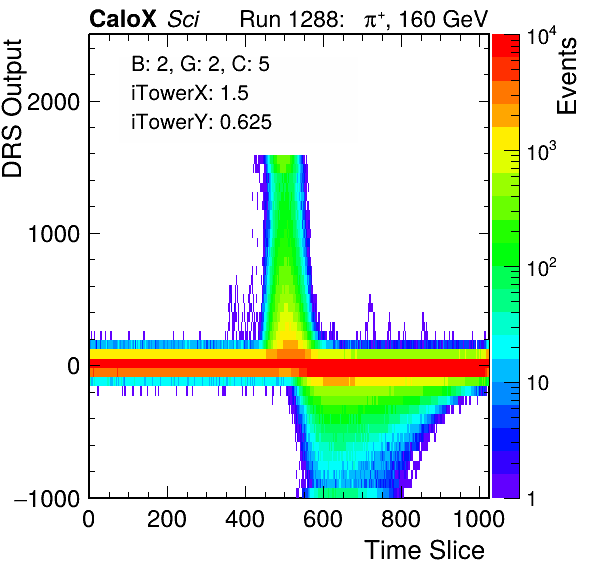 CaloX Sci Run 1288: π⁺, 160 GeV
B: 2, G: 2, C: 5
iTowerX: 1.5
iTowerY: 0.625
DRS Output
2000
1000
0
−1000
0 200 400 600 800 1000
Time Slice
Events
10⁴
10³
10²
10
1